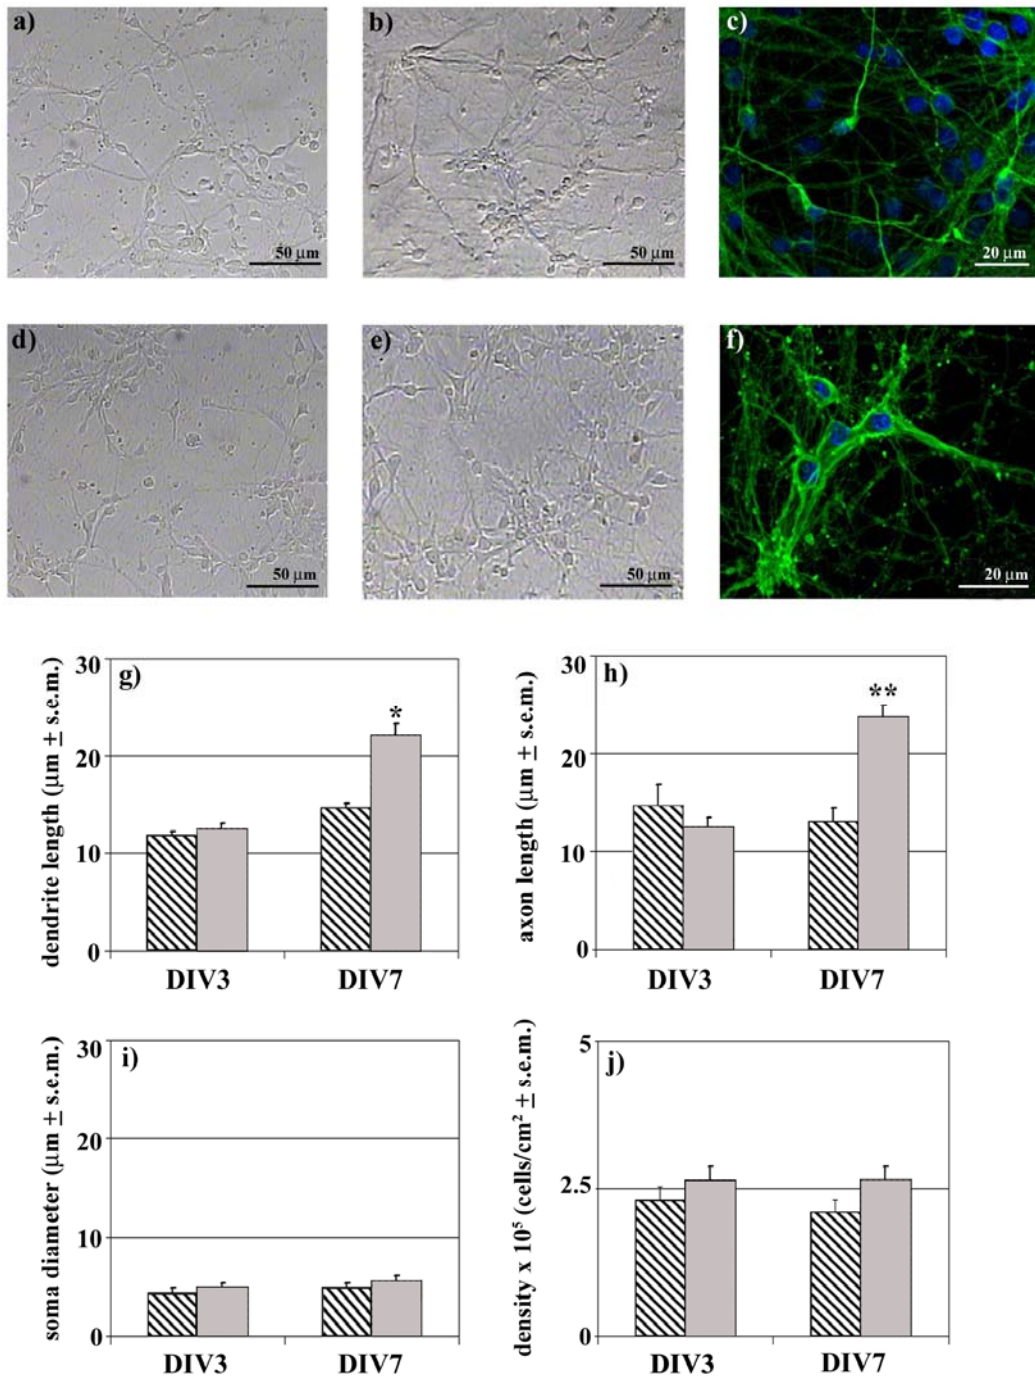 a)
50 μm
b)
50 μm
c)
20 μm
d)
50 μm
e)
50 μm
f)
20 μm
g)
dendrite length (μm ± s.e.m.)
30
20
10
0
*
DIV3 DIV7
h)
axon length (μm ± s.e.m.)
30
20
10
0
**
DIV3 DIV7
i)
soma diameter (μm ± s.e.m.)
30
20
10
0
DIV3 DIV7
j)
density x 10⁵ (cells/cm² ± s.e.m.)
5
2.5
0
DIV3 DIV7